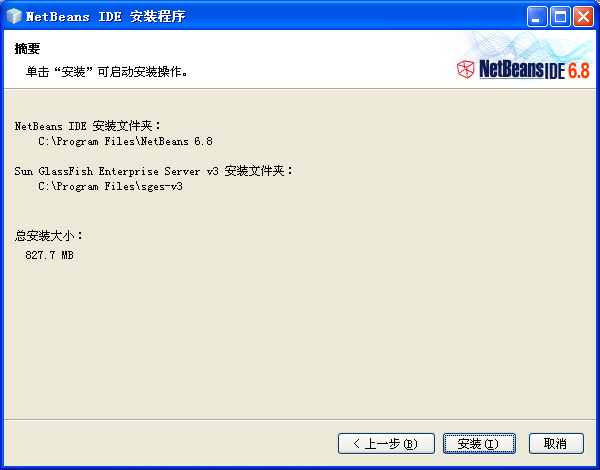 NetBeans IDE 安装程序
摘要
单击“安装”可启动安装操作。
NetBeans IDE 6.8
NetBeans IDE 安装文件夹：
C:\Program Files\NetBeans 6.8
Sun GlassFish Enterprise Server v3 安装文件夹：
C:\Program Files\sges-v3
总安装大小：
827.7 MB
< 上一步(B)
安装(I)
取消